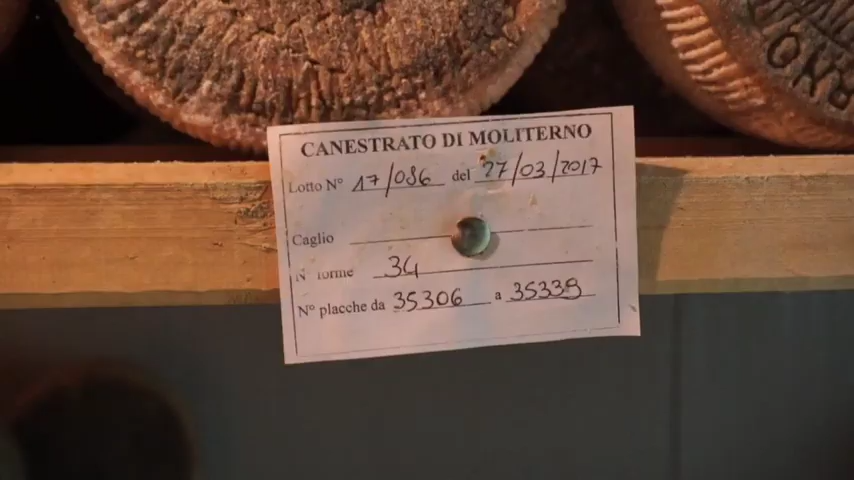 CANESTRATO DI MOLITERNO
Lotto N° 17/086 del 27/03/2017
Caglio
N° forme 34
N° placche da 35306 a 35339